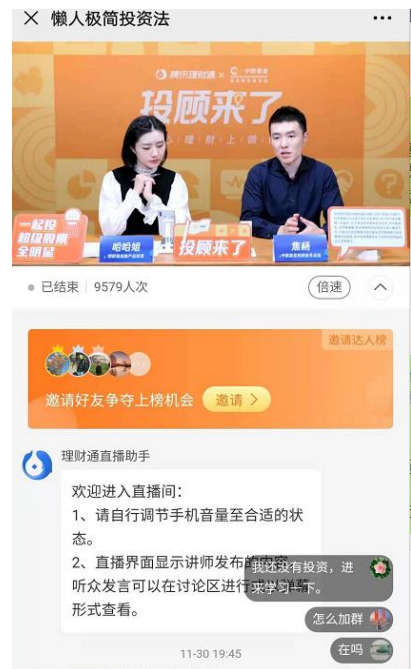 懒人极简投资法
腾讯理财通 × 中欧基金
投顾来了
心理财上微
一起投
超级股票
全明星
哈哈姐
投顾来了
焦杨
已结束 9579人次
倍速
邀请达人榜
邀请好友争夺上榜机会
邀请 >
理财通直播助手
欢迎进入直播间：
1、请自行调节手机音量至合适的状
态。
2、直播界面显示讲师发布的内容，
听众发言可以在讨论区进行或以弹幕
形式查看。
我还没有投资，进
来学习一下。
怎么加群
在吗
11-30 19:45